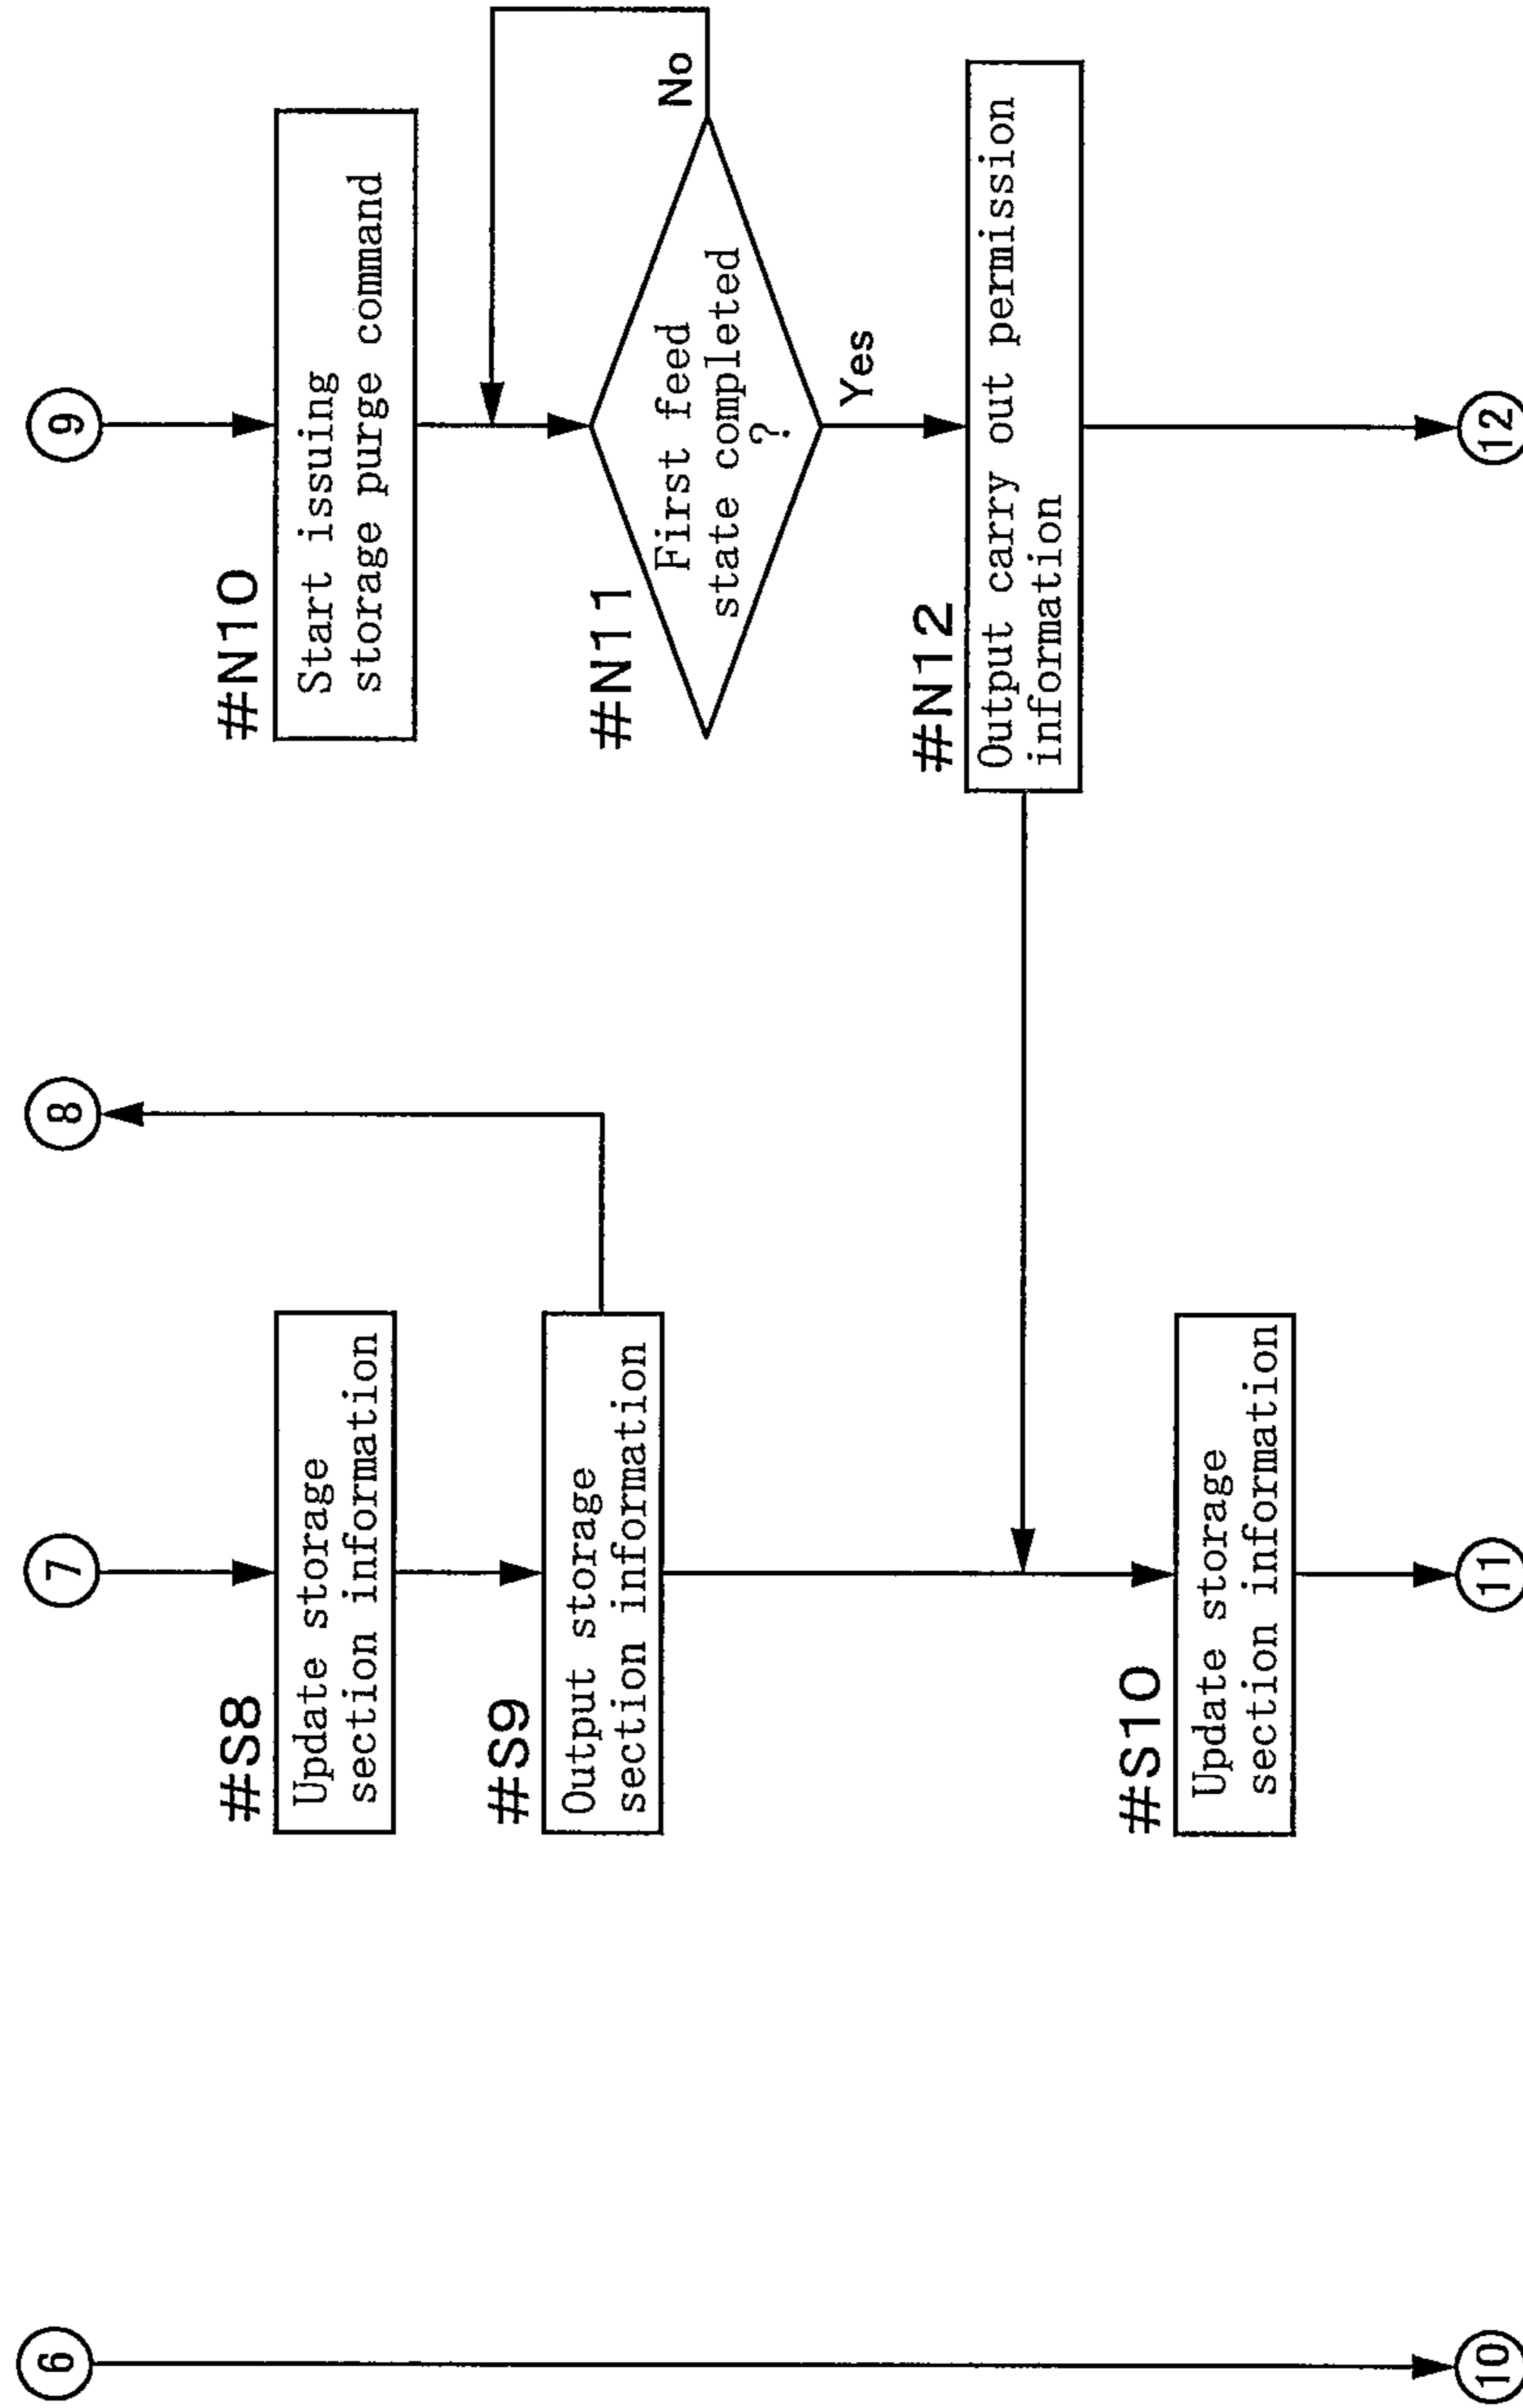 6
10
7
#S8
Update storage
section information
#S9
Output storage
section information
#S10
Update storage
section information
11
8
9
#N10
Start issuing
storage purge command
#N11
First feed
state completed
?
No
Yes
#N12
Output carry out permission
information
12